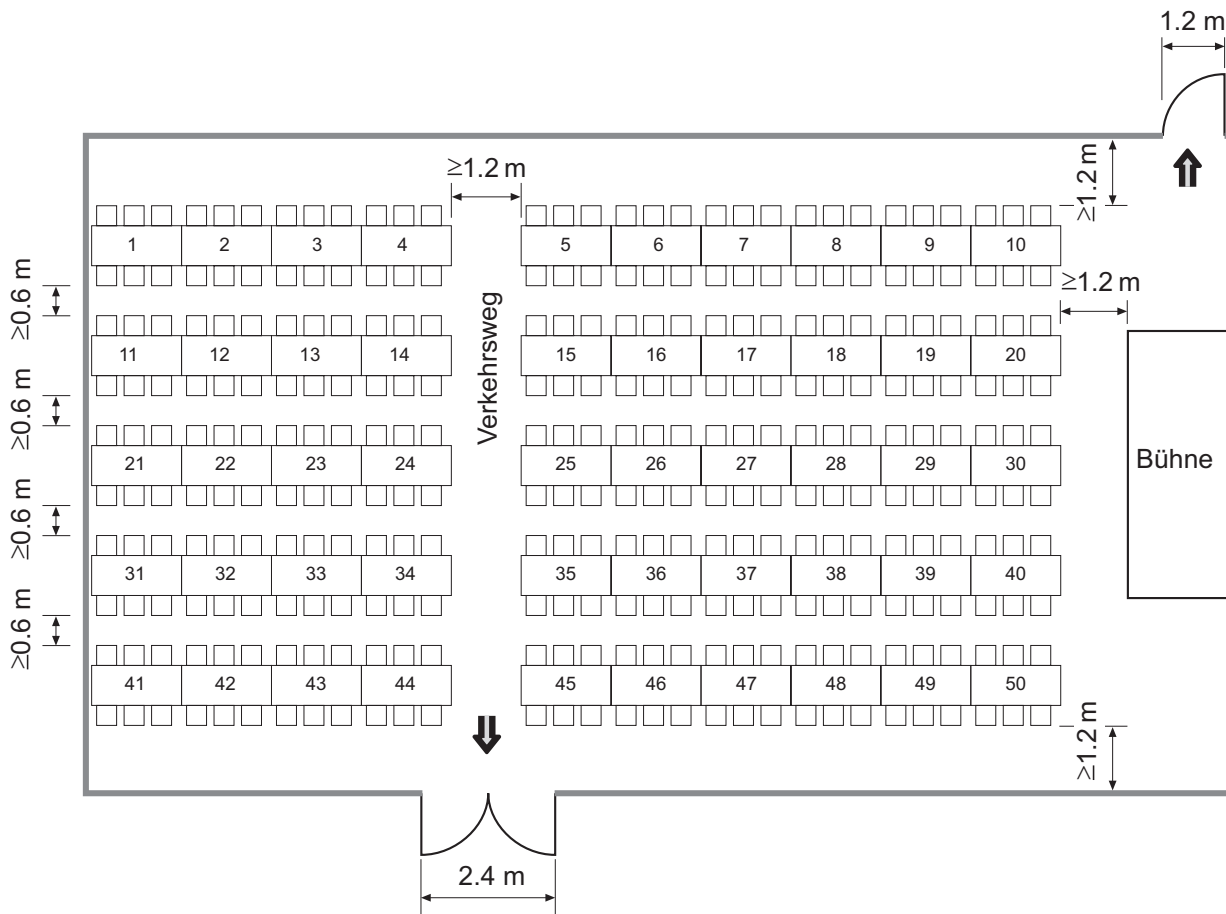 1.2 m
≥1.2 m
≥1.2 m
1 2 3 4 5 6 7 8 9 10
≥0.6 m
≥1.2 m
Verkehrsweg
11 12 13 14 15 16 17 18 19 20
≥0.6 m
21 22 23 24 25 26 27 28 29 30
Bühne
≥0.6 m
31 32 33 34 35 36 37 38 39 40
≥0.6 m
41 42 43 44 45 46 47 48 49 50
≥1.2 m
2.4 m